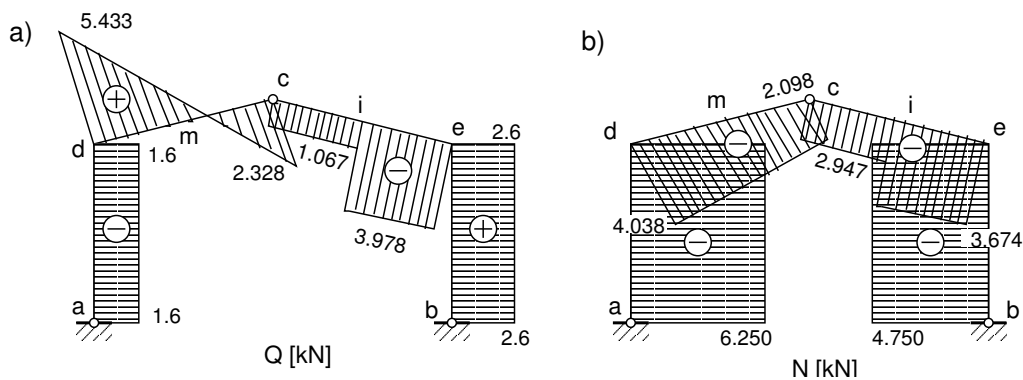 a)
5.433
c
i
m
d
e
2.6
1.6
1.067
2.328
3.978
a
1.6
b
2.6
Q [kN]
b)
2.098
c
m
i
d
e
2.947
4.038
3.674
a
b
6.250
4.750
N [kN]